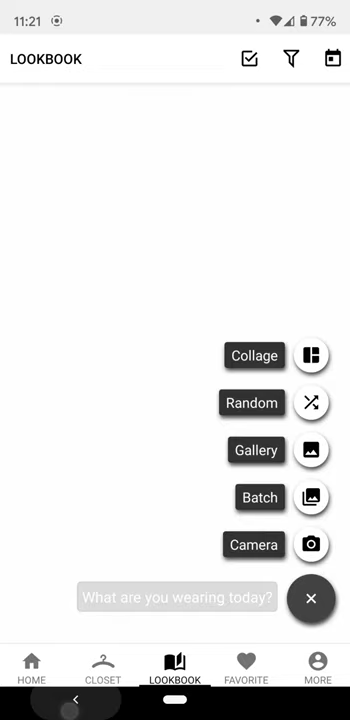 11:21
77%
LOOKBOOK
Collage
Random
Gallery
Batch
Camera
What are you wearing today?
HOME
CLOSET
LOOKBOOK
FAVORITE
MORE